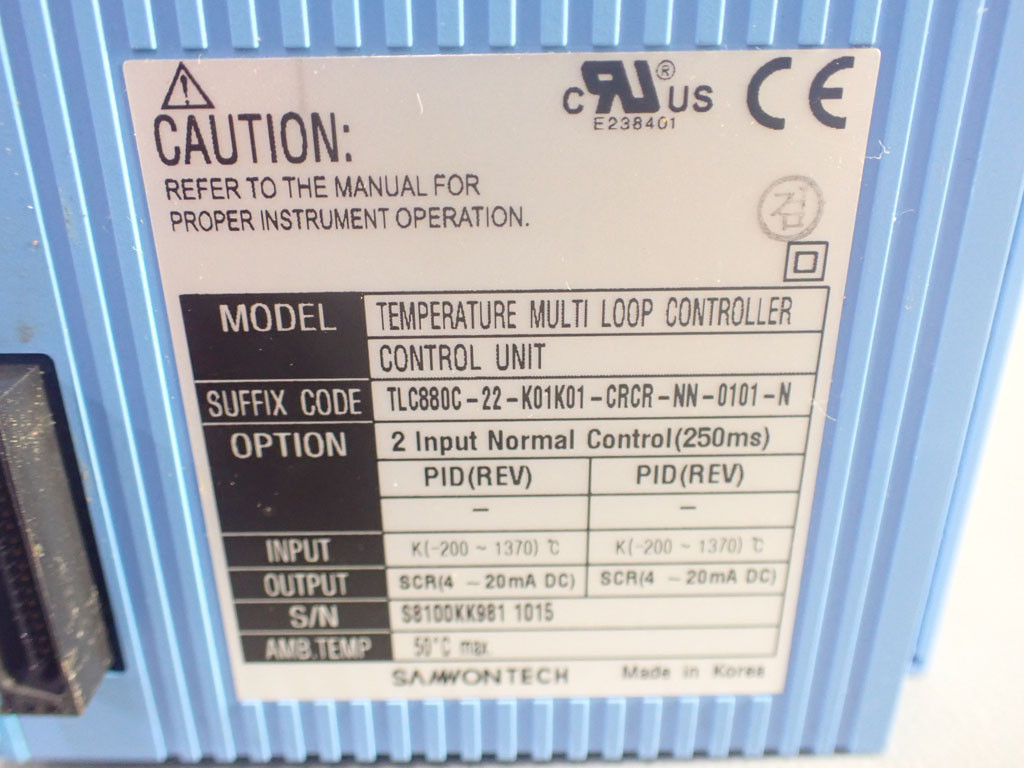 CAUTION:
REFER TO THE MANUAL FOR
PROPER INSTRUMENT OPERATION.
C RU ® US
E238401
CE
검
MODEL TEMPERATURE MULTI LOOP CONTROLLER
CONTROL UNIT
SUFFIX CODE TLC880C-22-K01K01-CRCR-NN-0101-N
OPTION 2 Input Normal Control(250ms)
PID(REV) PID(REV)
- -
INPUT K(-200 ~ 1370) ℃ K(-200 ~ 1370) ℃
OUTPUT SCR(4 ~ 20mA DC) SCR(4 ~ 20mA DC)
S/N S8100KK981 1015
AMB.TEMP 50°C max.
SAMWONTECH Made in Korea